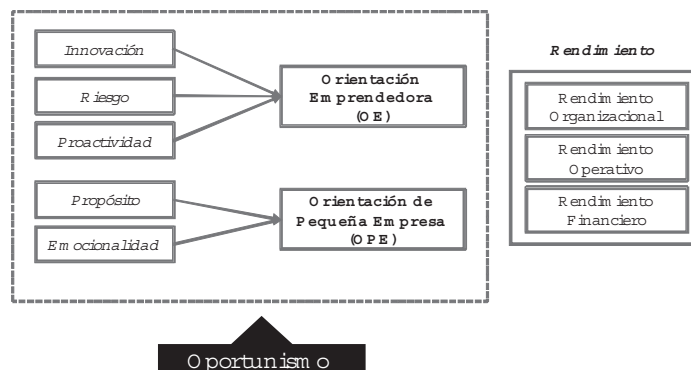 Innovación
Riesgo
Proactividad
Propósito
Emocionalidad
Orientación
Emprendedora
(OE)
Orientación de
Pequeña Empresa
(OPE)
Rendimiento
Rendimiento
Organizacional
Rendimiento
Operativo
Rendimiento
Financiero
Oportunismo